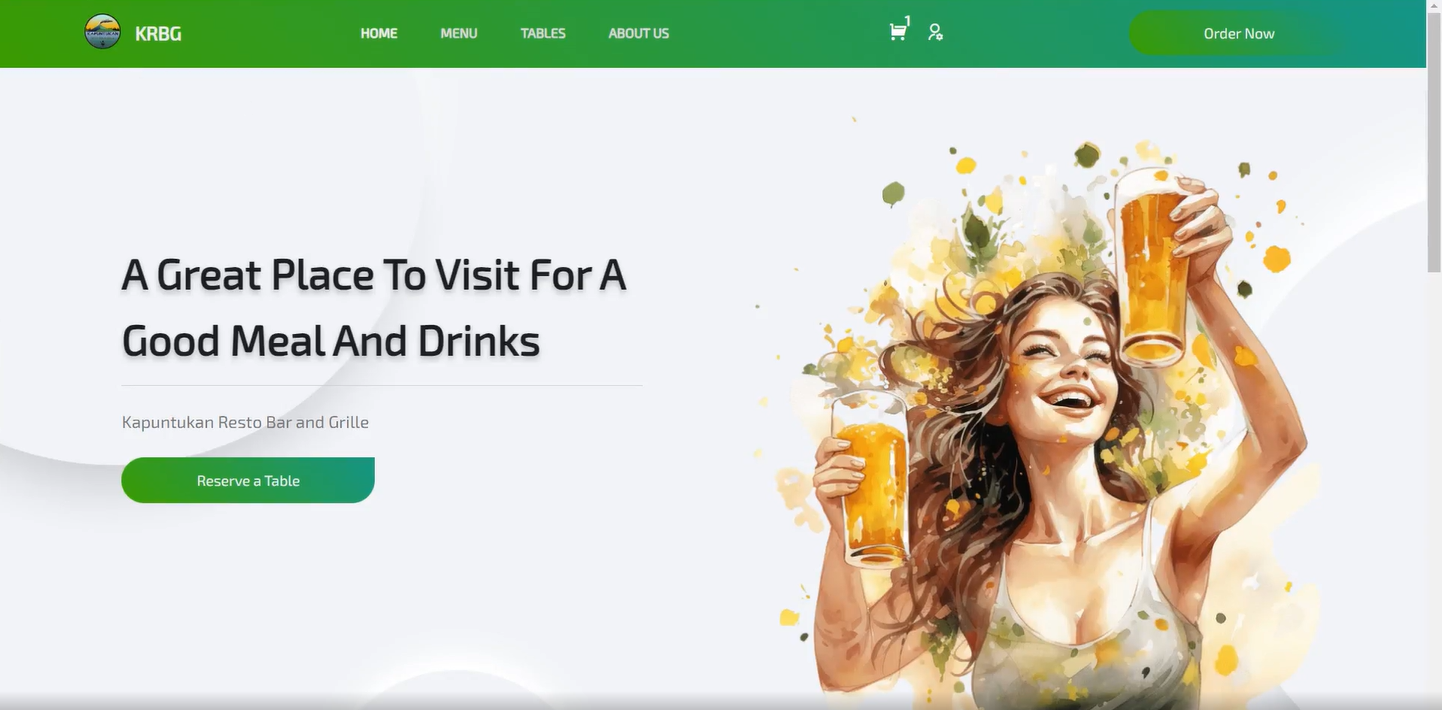 KRBG
HOME
MENU
TABLES
ABOUT US
1
Order Now
A Great Place To Visit For A
Good Meal And Drinks
Kapuntukan Resto Bar and Grille
Reserve a Table